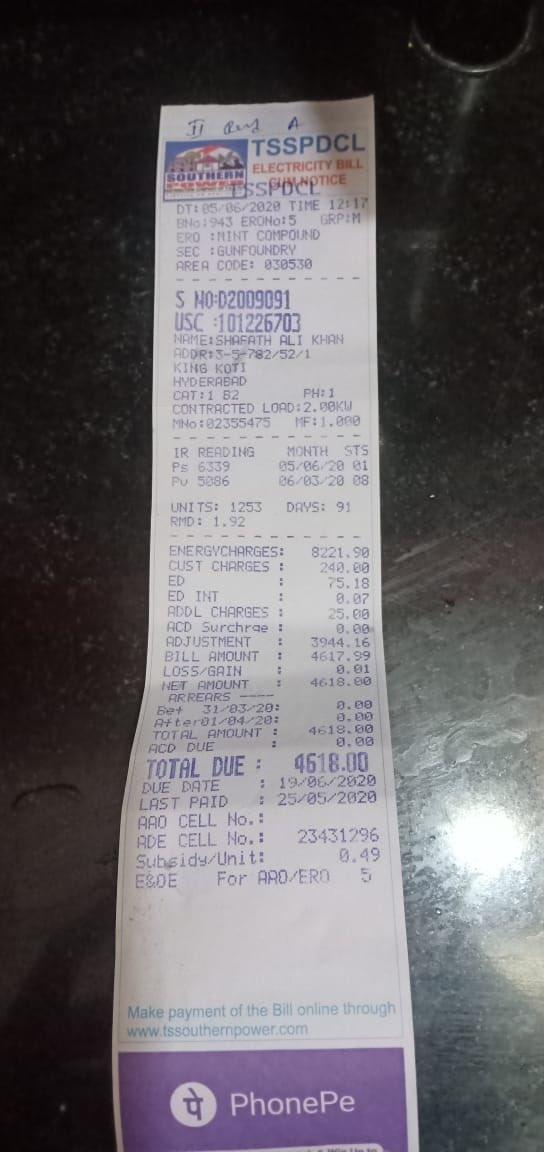 II A
TSSPDCL
ELECTRICITY BILL
CUM NOTICE
SOUTHERN
POWER
TSSPDCL
DT:05/06/2020 TIME 12:17
BNo:943 ERONo:5 GRP:M
ERO :MINT COMPOUND
SEC :GUNFOUNDRY
AREA CODE: 030530
S NO:D2009091
USC :101226703
NAME:SHAFATH ALI KHAN
ADDR:3-5-782/52/1
KING KOTI
HYDERABAD
CAT:1 B2 PH:1
CONTRACTED LOAD:2.00KW
MNo:02355475 MF:1.000
IR READING MONTH STS
Ps 6339 05/06/20 01
Pv 5086 06/03/20 08
UNITS: 1253 DAYS: 91
RMD: 1.92
ENERGYCHARGES: 8221.90
CUST CHARGES : 240.00
ED : 75.18
ED INT : 0.07
ADDL CHARGES : 25.00
ACD Surchrge : 0.00
ADJUSTMENT : 3944.16
BILL AMOUNT : 4617.99
LOSS/GAIN : 0.01
NET AMOUNT : 4618.00
ARREARS ----
Bef 31/03/20: 0.00
After01/04/20: 0.00
TOTAL AMOUNT : 4618.00
ACD DUE : 0.00
TOTAL DUE : 4618.00
DUE DATE : 19/06/2020
LAST PAID : 25/05/2020
AAO CELL No.:
ADE CELL No.: 23431296
Subsidy/Unit: 0.49
E&OE For AAO/ERO 5
Make payment of the Bill online through
www.tssouthernpower.com
पे PhonePe